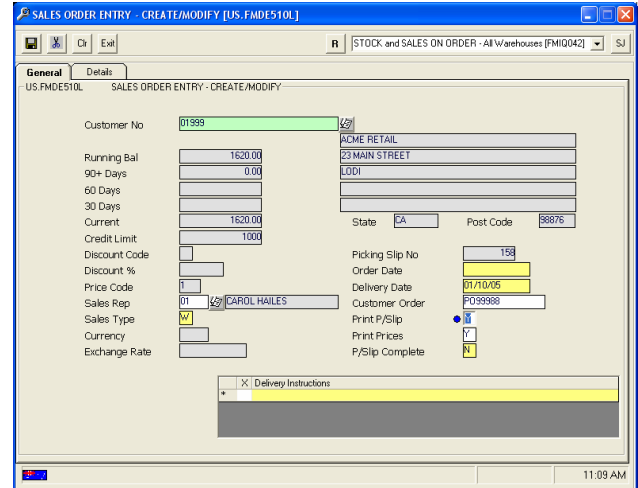 SALES ORDER ENTRY - CREATE/MODIFY [US.FMDE510L]
Clr Exit R STOCK and SALES ON ORDER - All Warehouses [FMIQ042] SJ
General Details
US.FMDE510L SALES ORDER ENTRY - CREATE/MODIFY
Customer No 01999
ACME RETAIL
Running Bal 1620.00 23 MAIN STREET
90+ Days 0.00 LODI
60 Days
30 Days
Current 1620.00 State CA Post Code 98876
Credit Limit 1000
Discount Code Picking Slip No 158
Discount % Order Date
Price Code 1 Delivery Date 01/10/05
Sales Rep 01 CAROL HAILES Customer Order PO99988
Sales Type W Print P/Slip Y
Currency Print Prices Y
Exchange Rate P/Slip Complete N
X Delivery Instructions
*
11:09 AM